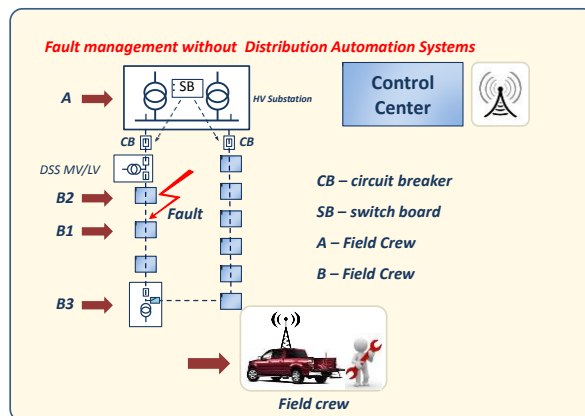 Fault management without Distribution Automation Systems
A
SB
HV Substation
Control
Center
CB
CB
DSS MV/LV
CB – circuit breaker
B2
SB – switch board
Fault
B1
A – Field Crew
B – Field Crew
B3
Field crew